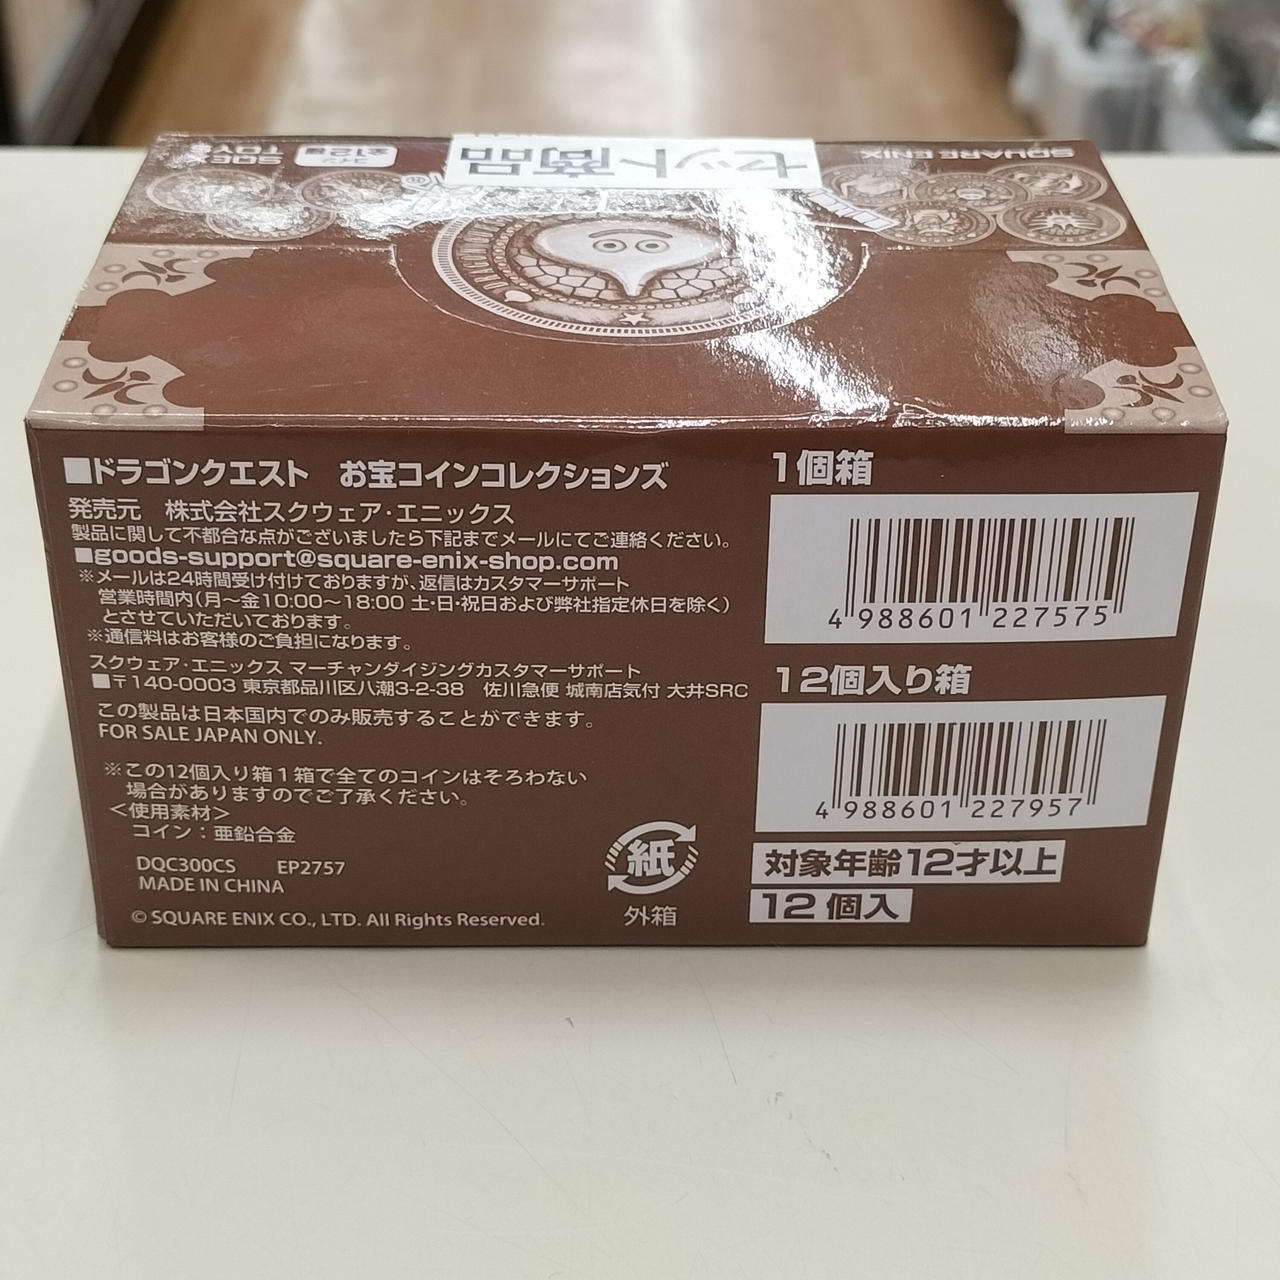 SQUARE ENIX
セット商品
コイン
全12種
TOY
■ドラゴンクエスト　お宝コインコレクションズ
発売元　株式会社スクウェア・エニックス
製品に関して不都合な点がございましたら下記までメールにてご連絡ください。
■goods-support@square-enix-shop.com
※メールは24時間受け付けておりますが、返信はカスタマーサポート
営業時間内(月〜金10:00〜18:00 土・日・祝日および弊社指定休日を除く)
とさせていただいております。
※通信料はお客様のご負担になります。
スクウェア・エニックス マーチャンダイジングカスタマーサポート
■〒140-0003 東京都品川区八潮3-2-38　佐川急便 城南店気付 大井SRC
この製品は日本国内でのみ販売することができます。
FOR SALE JAPAN ONLY.
※この12個入り箱1箱で全てのコインはそろわない
場合がありますのでご了承ください。
＜使用素材＞
コイン：亜鉛合金
DQC300CS　EP2757
MADE IN CHINA
© SQUARE ENIX CO., LTD. All Rights Reserved.
紙
外箱
1個箱
4 988601 227575
12個入り箱
4 988601 227957
対象年齢12才以上
12個入